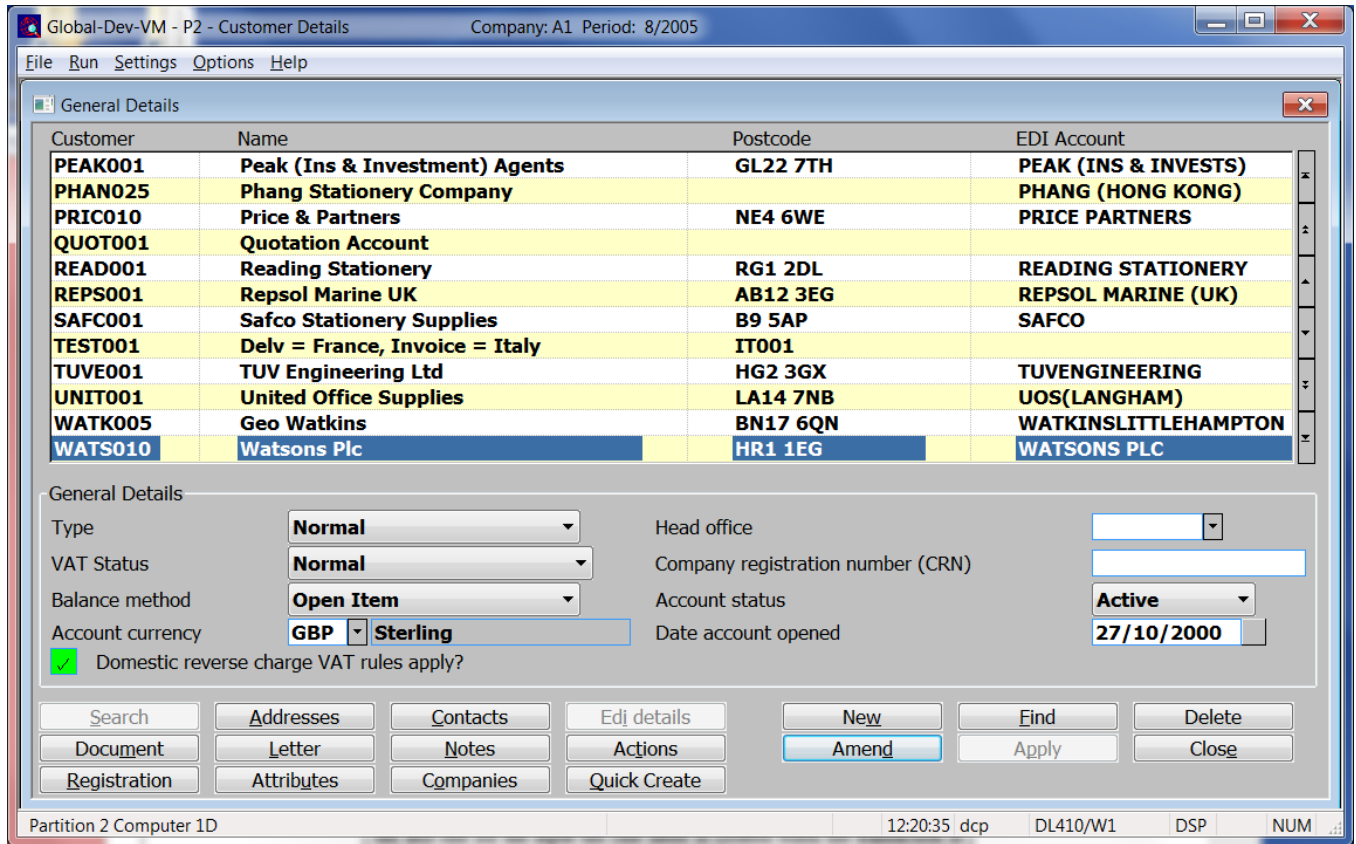 Global-Dev-VM - P2 - Customer Details Company: A1 Period: 8/2005
File Run Settings Options Help
General Details
Customer Name Postcode EDI Account
PEAK001 Peak (Ins & Investment) Agents GL22 7TH PEAK (INS & INVESTS)
PHAN025 Phang Stationery Company PHANG (HONG KONG)
PRIC010 Price & Partners NE4 6WE PRICE PARTNERS
QUOT001 Quotation Account
READ001 Reading Stationery RG1 2DL READING STATIONERY
REPS001 Repsol Marine UK AB12 3EG REPSOL MARINE (UK)
SAFC001 Safco Stationery Supplies B9 5AP SAFCO
TEST001 Delv = France, Invoice = Italy IT001
TUVE001 TUV Engineering Ltd HG2 3GX TUVENGINEERING
UNIT001 United Office Supplies LA14 7NB UOS(LANGHAM)
WATK005 Geo Watkins BN17 6QN WATKINSLITTLEHAMPTON
WATS010 Watsons Plc HR1 1EG WATSONS PLC
General Details
Type Normal Head office
VAT Status Normal Company registration number (CRN)
Balance method Open Item Account status Active
Account currency GBP Sterling Date account opened 27/10/2000
Domestic reverse charge VAT rules apply?
Search Addresses Contacts Edi details New Find Delete
Document Letter Notes Actions Amend Apply Close
Registration Attributes Companies Quick Create
Partition 2 Computer 1D 12:20:35 dcp DL410/W1 DSP NUM